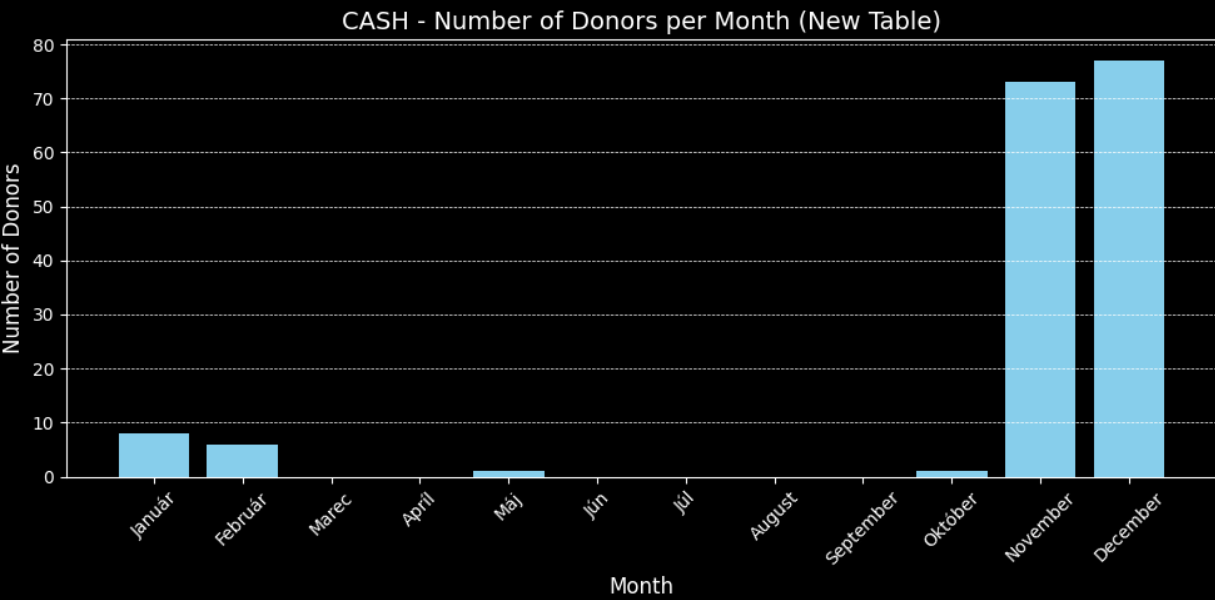 CASH - Number of Donors per Month (New Table)
Number of Donors
80
70
60
50
40
30
20
10
0
Január
Február
Marec
Apríl
Máj
Jún
Júl
August
September
Október
November
December
Month